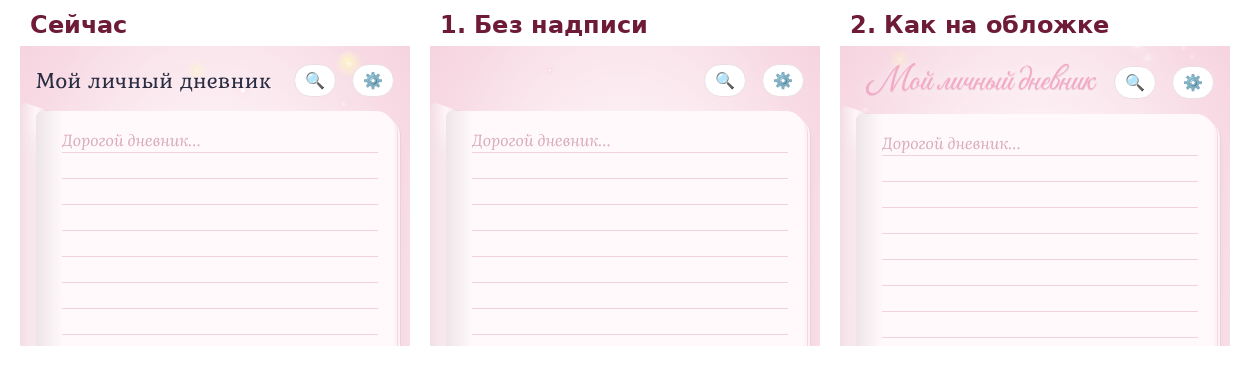 Сейчас
Мой личный дневник
Дорогой дневник...
1. Без надписи
Дорогой дневник...
2. Как на обложке
Мой личный дневник
Дорогой дневник...